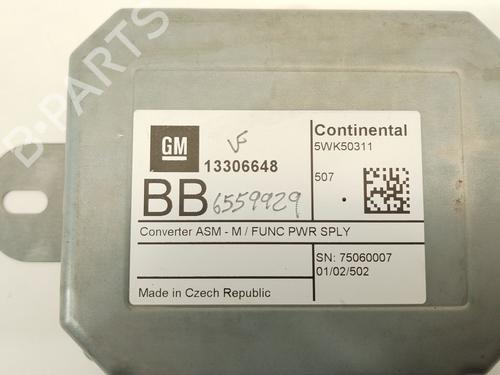 B-PARTS
GM
VF
13306648
BB 6559929
Continental
5WK50311
507
Converter ASM - M / FUNC PWR SPLY
SN: 75060007
01/02/502
Made in Czech Republic